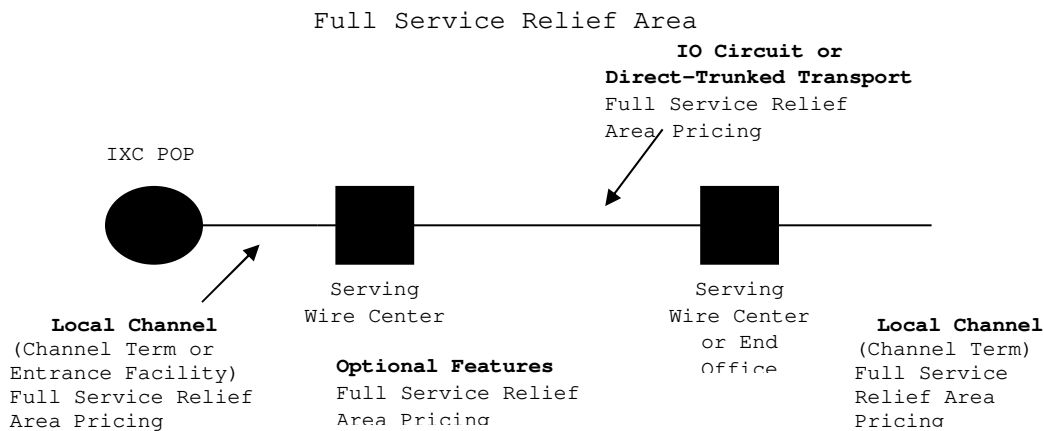 Full Service Relief Area
IO Circuit or
Direct-Trunked Transport
Full Service Relief
Area Pricing
IXC POP
Serving
Wire Center
Serving
Wire Center
or End
Office
Local Channel
(Channel Term or
Entrance Facility)
Full Service Relief
Area Pricing
Optional Features
Full Service Relief
Area Pricing
Local Channel
(Channel Term)
Full Service
Relief Area
Pricing